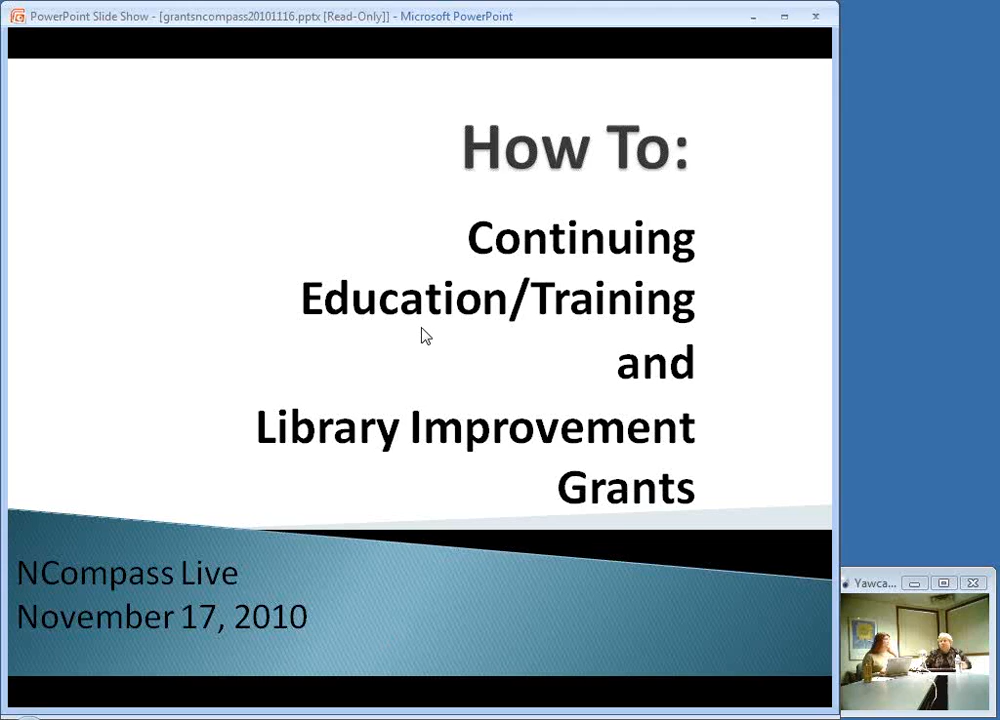 PowerPoint Slide Show - [grantsncompass20101116.pptx [Read-Only]] - Microsoft PowerPoint
How To:
Continuing
Education/Training
and
Library Improvement
Grants
NCompass Live
November 17, 2010
Yawca...